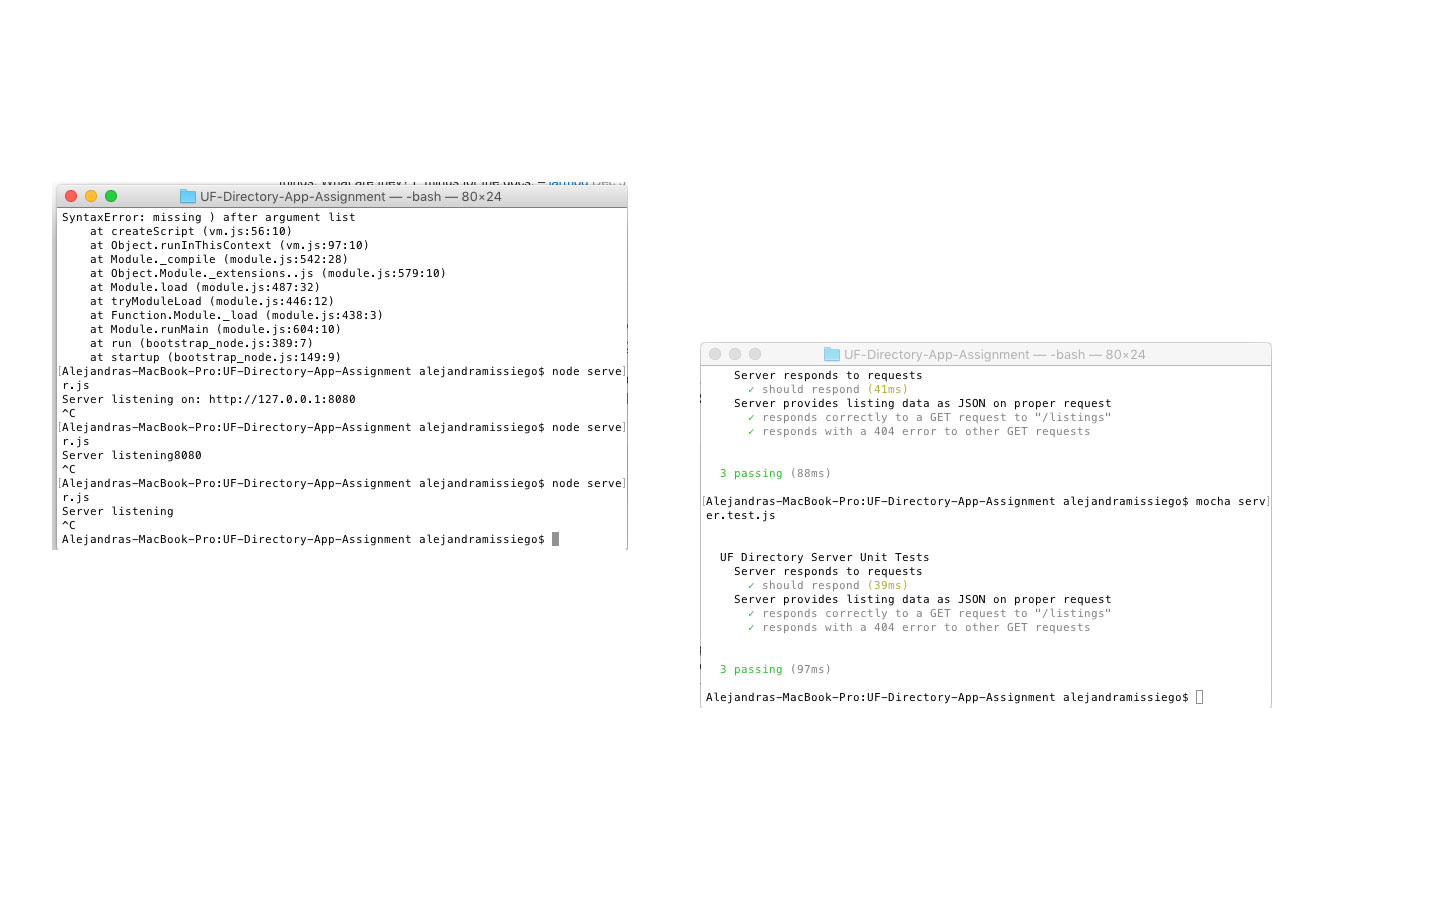 UF-Directory-App-Assignment — -bash — 80×24
SyntaxError: missing ) after argument list
at createScript (vm.js:56:10)
at Object.runInThisContext (vm.js:97:10)
at Module._compile (module.js:542:28)
at Object.Module._extensions..js (module.js:579:10)
at Module.load (module.js:487:32)
at tryModuleLoad (module.js:446:12)
at Function.Module._load (module.js:438:3)
at Module.runMain (module.js:604:10)
at run (bootstrap_node.js:389:7)
at startup (bootstrap_node.js:149:9)
[Alejandras-MacBook-Pro:UF-Directory-App-Assignment alejandramissiego$ node serve]
r.js
Server listening on: http://127.0.0.1:8080
^C
[Alejandras-MacBook-Pro:UF-Directory-App-Assignment alejandramissiego$ node serve]
r.js
Server listening8080
^C
[Alejandras-MacBook-Pro:UF-Directory-App-Assignment alejandramissiego$ node serve]
r.js
Server listening
^C
Alejandras-MacBook-Pro:UF-Directory-App-Assignment alejandramissiego$
UF-Directory-App-Assignment — -bash — 80×24
Server responds to requests
✓ should respond (41ms)
Server provides listing data as JSON on proper request
✓ responds correctly to a GET request to "/listings"
✓ responds with a 404 error to other GET requests
3 passing (88ms)
[Alejandras-MacBook-Pro:UF-Directory-App-Assignment alejandramissiego$ mocha serv]
er.test.js
UF Directory Server Unit Tests
Server responds to requests
✓ should respond (39ms)
Server provides listing data as JSON on proper request
✓ responds correctly to a GET request to "/listings"
✓ responds with a 404 error to other GET requests
3 passing (97ms)
Alejandras-MacBook-Pro:UF-Directory-App-Assignment alejandramissiego$